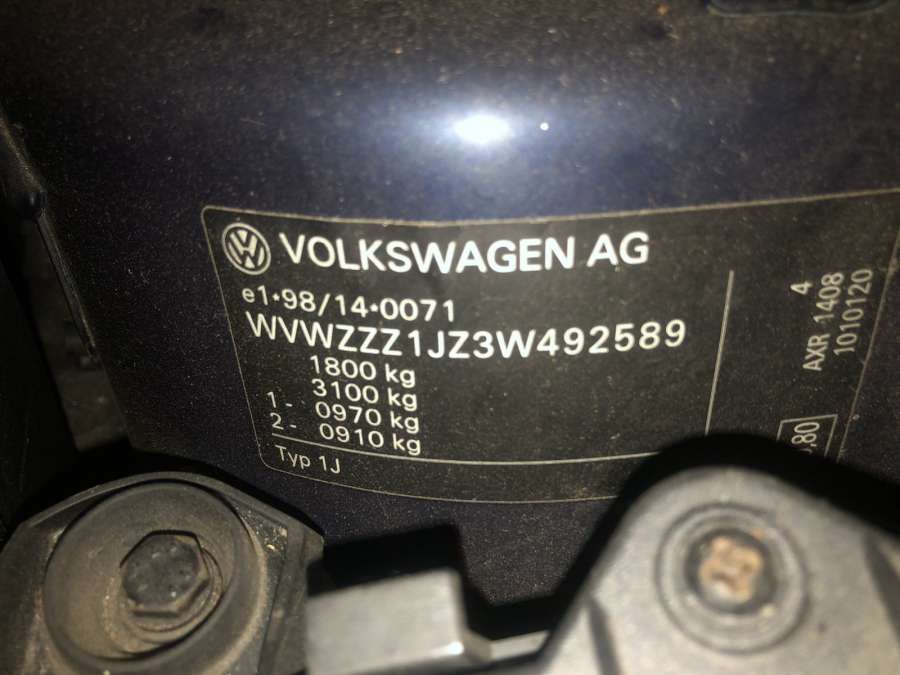 VOLKSWAGEN AG
e1*98/14*0071
WVWZZZ1JZ3W492589
1800 kg
3100 kg
1 - 0970 kg
2 - 0910 kg
Typ 1J
4
AXR 1408
1010120